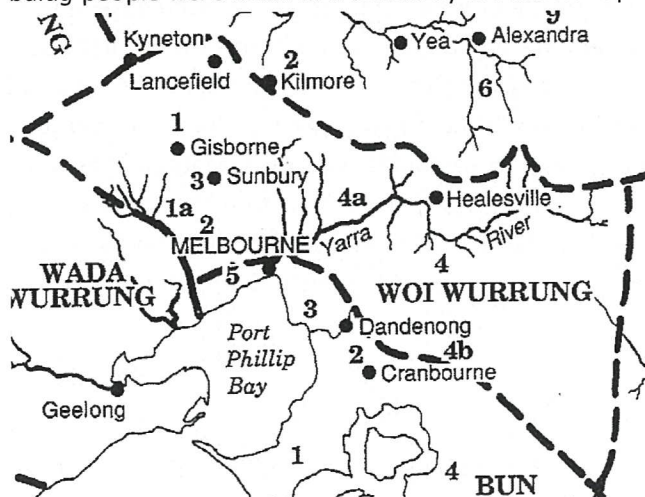 NG
9
Kyneton
2
Yea
Alexandra
Lancefield
Kilmore
6
1
Gisborne
3
Sunbury
4a
Healesville
1a
2
MELBOURNE
Yarra
River
WADA
WURRUNG
5
4
WOI WURRUNG
3
Port
Phillip
Bay
Dandenong
2
4b
Cranbourne
Geelong
1
4
BUN